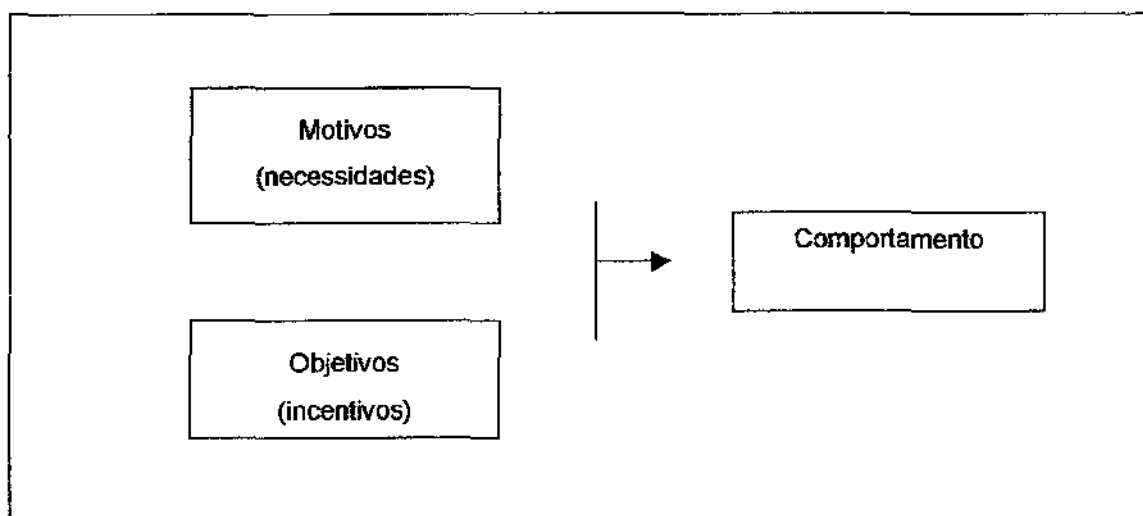 Motivos
(necessidades)
Comportamento
Objetivos
(incentivos)